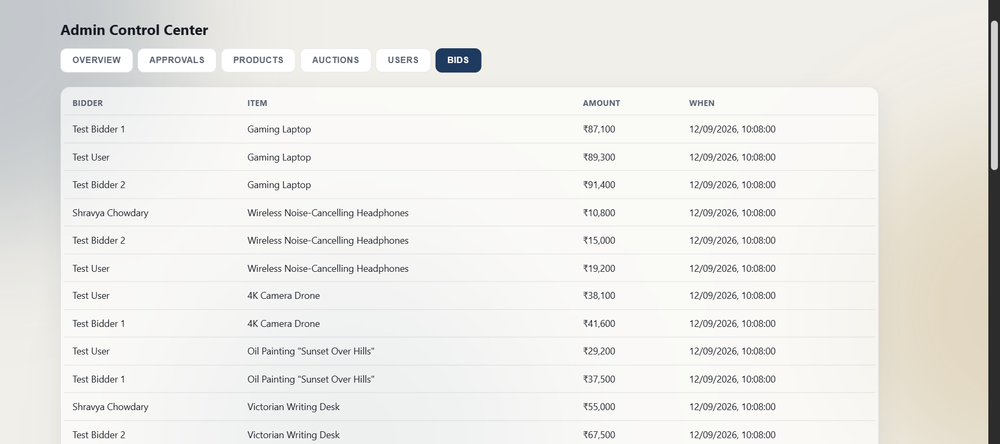 Admin Control Center
OVERVIEW APPROVALS PRODUCTS AUCTIONS USERS BIDS
BIDDER ITEM AMOUNT WHEN
Test Bidder 1 Gaming Laptop ₹87,100 12/09/2026, 10:08:00
Test User Gaming Laptop ₹89,300 12/09/2026, 10:08:00
Test Bidder 2 Gaming Laptop ₹91,400 12/09/2026, 10:08:00
Shravya Chowdary Wireless Noise-Cancelling Headphones ₹10,800 12/09/2026, 10:08:00
Test Bidder 2 Wireless Noise-Cancelling Headphones ₹15,000 12/09/2026, 10:08:00
Test User Wireless Noise-Cancelling Headphones ₹19,200 12/09/2026, 10:08:00
Test User 4K Camera Drone ₹38,100 12/09/2026, 10:08:00
Test Bidder 1 4K Camera Drone ₹41,600 12/09/2026, 10:08:00
Test User Oil Painting "Sunset Over Hills" ₹29,200 12/09/2026, 10:08:00
Test Bidder 1 Oil Painting "Sunset Over Hills" ₹37,500 12/09/2026, 10:08:00
Shravya Chowdary Victorian Writing Desk ₹55,000 12/09/2026, 10:08:00
Test Bidder 2 Victorian Writing Desk ₹67,500 12/09/2026, 10:08:00